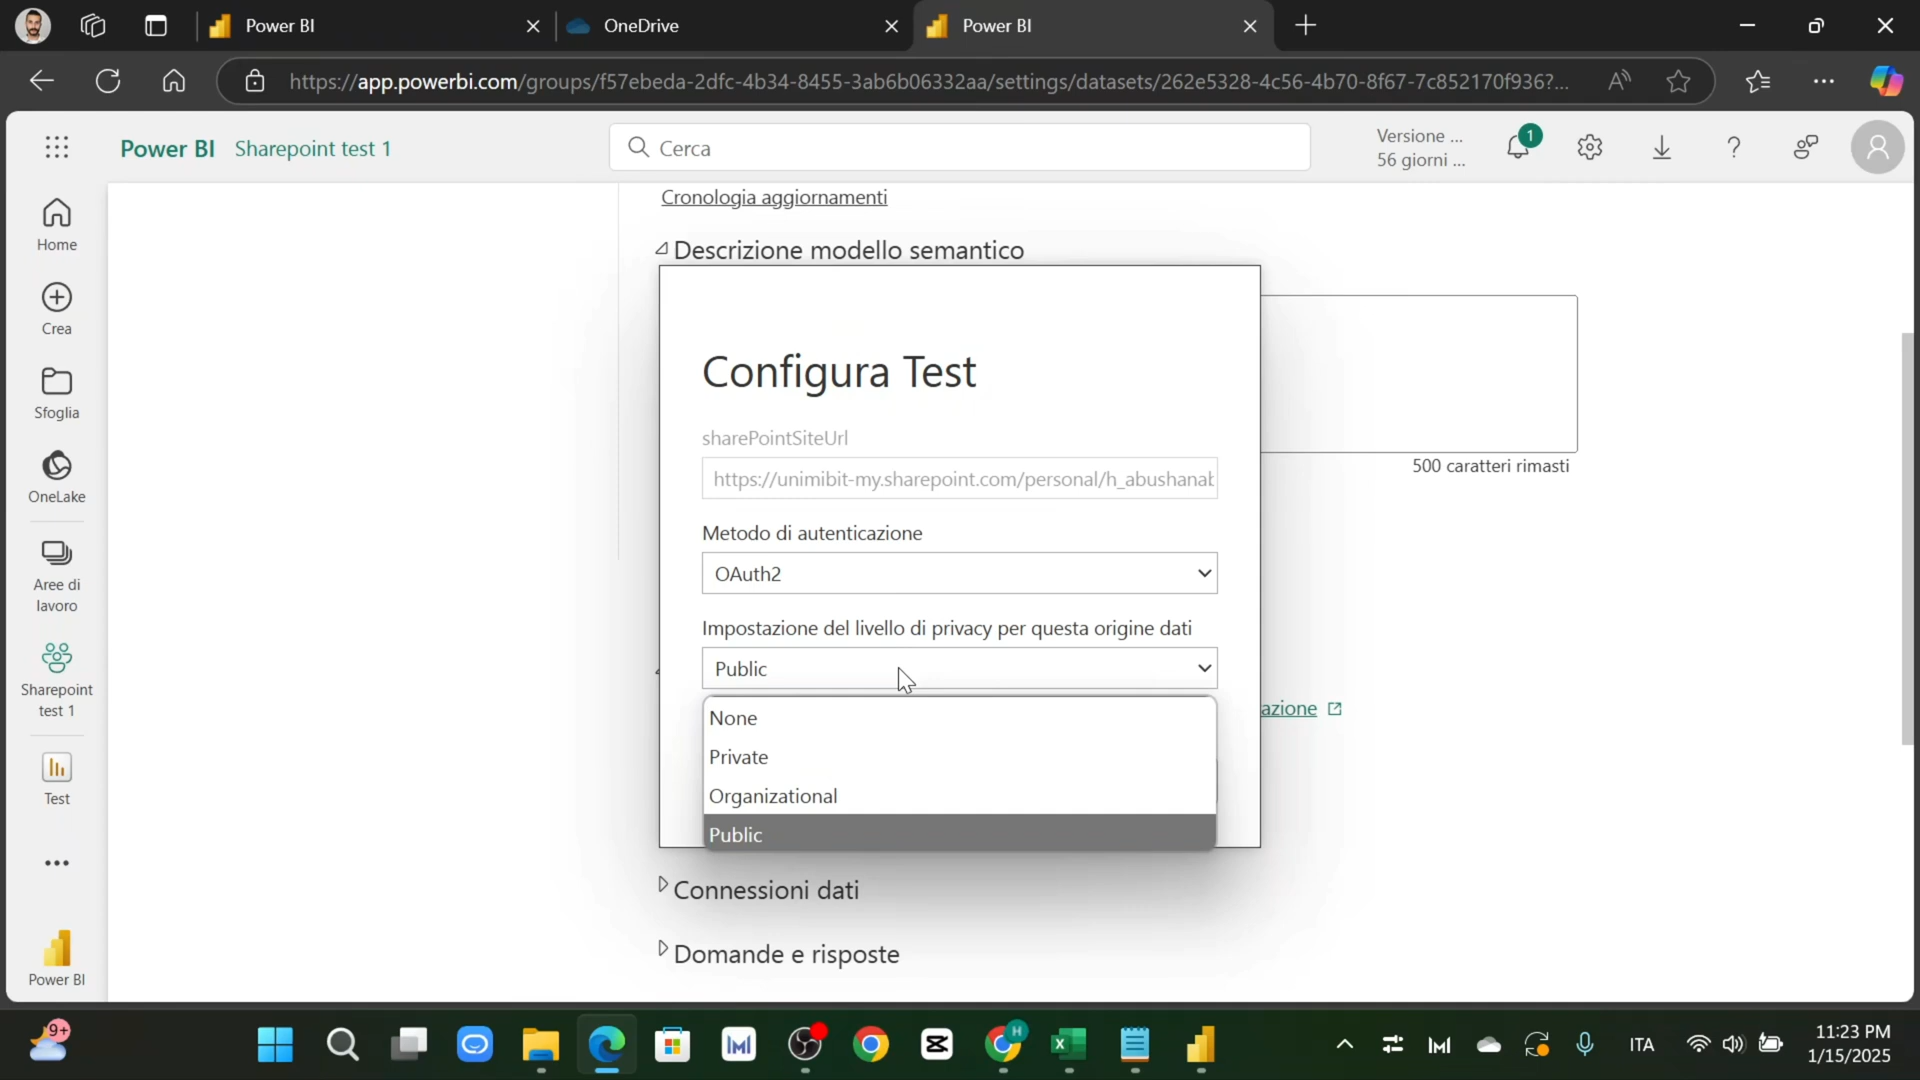 Power BI
OneDrive
Power BI
https://app.powerbi.com/groups/f57ebeda-2dfc-4b34-8455-3ab6b06332aa/settings/datasets/262e5328-4c56-4b70-8f67-7c852170f936?...
Power BI
Sharepoint test 1
Cerca
Versione ...
56 giorni ...
1
Home
Crea
Sfoglia
OneLake
Aree di
lavoro
Sharepoint
test 1
Test
Power BI
Cronologia aggiornamenti
Descrizione modello semantico
500 caratteri rimasti
Configura Test
sharePointSiteUrl
https://unimibit-my.sharepoint.com/personal/h_abushanab
Metodo di autenticazione
OAuth2
Impostazione del livello di privacy per questa origine dati
Public
None
Private
Organizational
Public
azione
Connessioni dati
Domande e risposte
9+
H
ITA
11:23 PM
1/15/2025